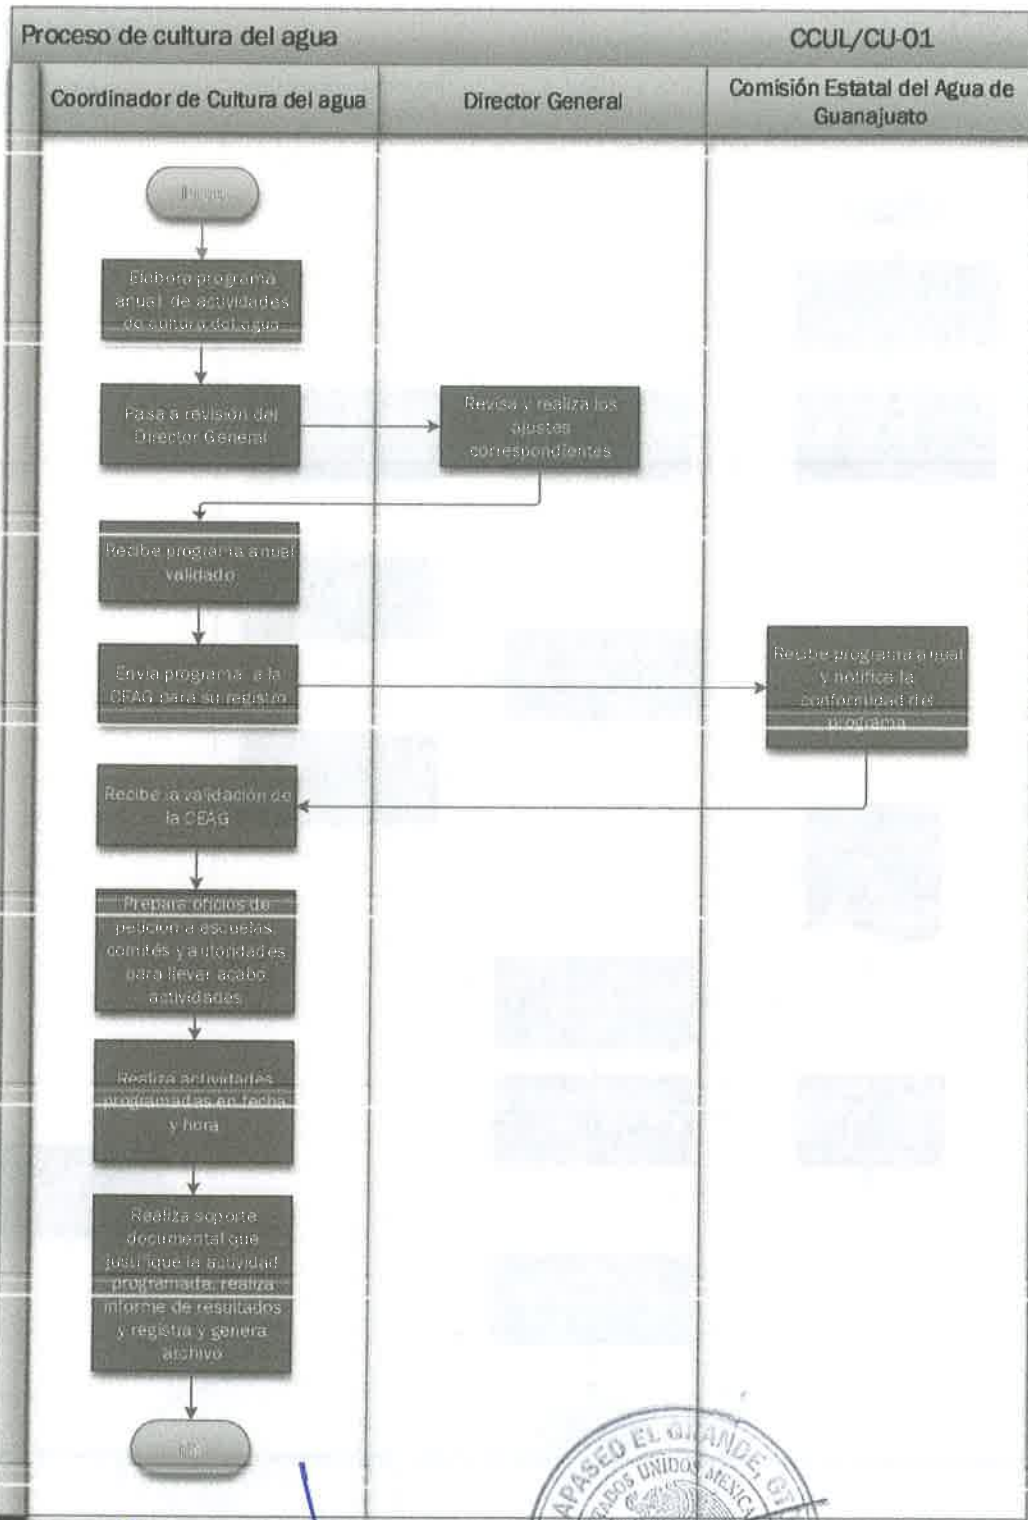 Proceso de cultura del agua CCUL/CU-01
Coordinador de Cultura del agua
Director General
Comisión Estatal del Agua de
Guanajuato
Inicio
Elabora programa
anual de actividades
de cultura del agua
Pasa a revisión del
Director General
Revisa y realiza los
ajustes
correspondientes
Recibe programa anual
validado
Envía programa a la
CEAG para su registro
Recibe programa anual
y notifica la
conformidad del
programa
Recibe la validación de
la CEAG
Prepara oficios de
petición a escuelas,
comités y autoridades
para llevar acabo
actividades
Realiza actividades
programadas en fecha
y hora
Realiza soporte
documental que
justifique la actividad
programada, realiza
informe de resultados
y registra y genera
archivo
APASEO EL GRANDE, GTO
UNIDOS MEXICA